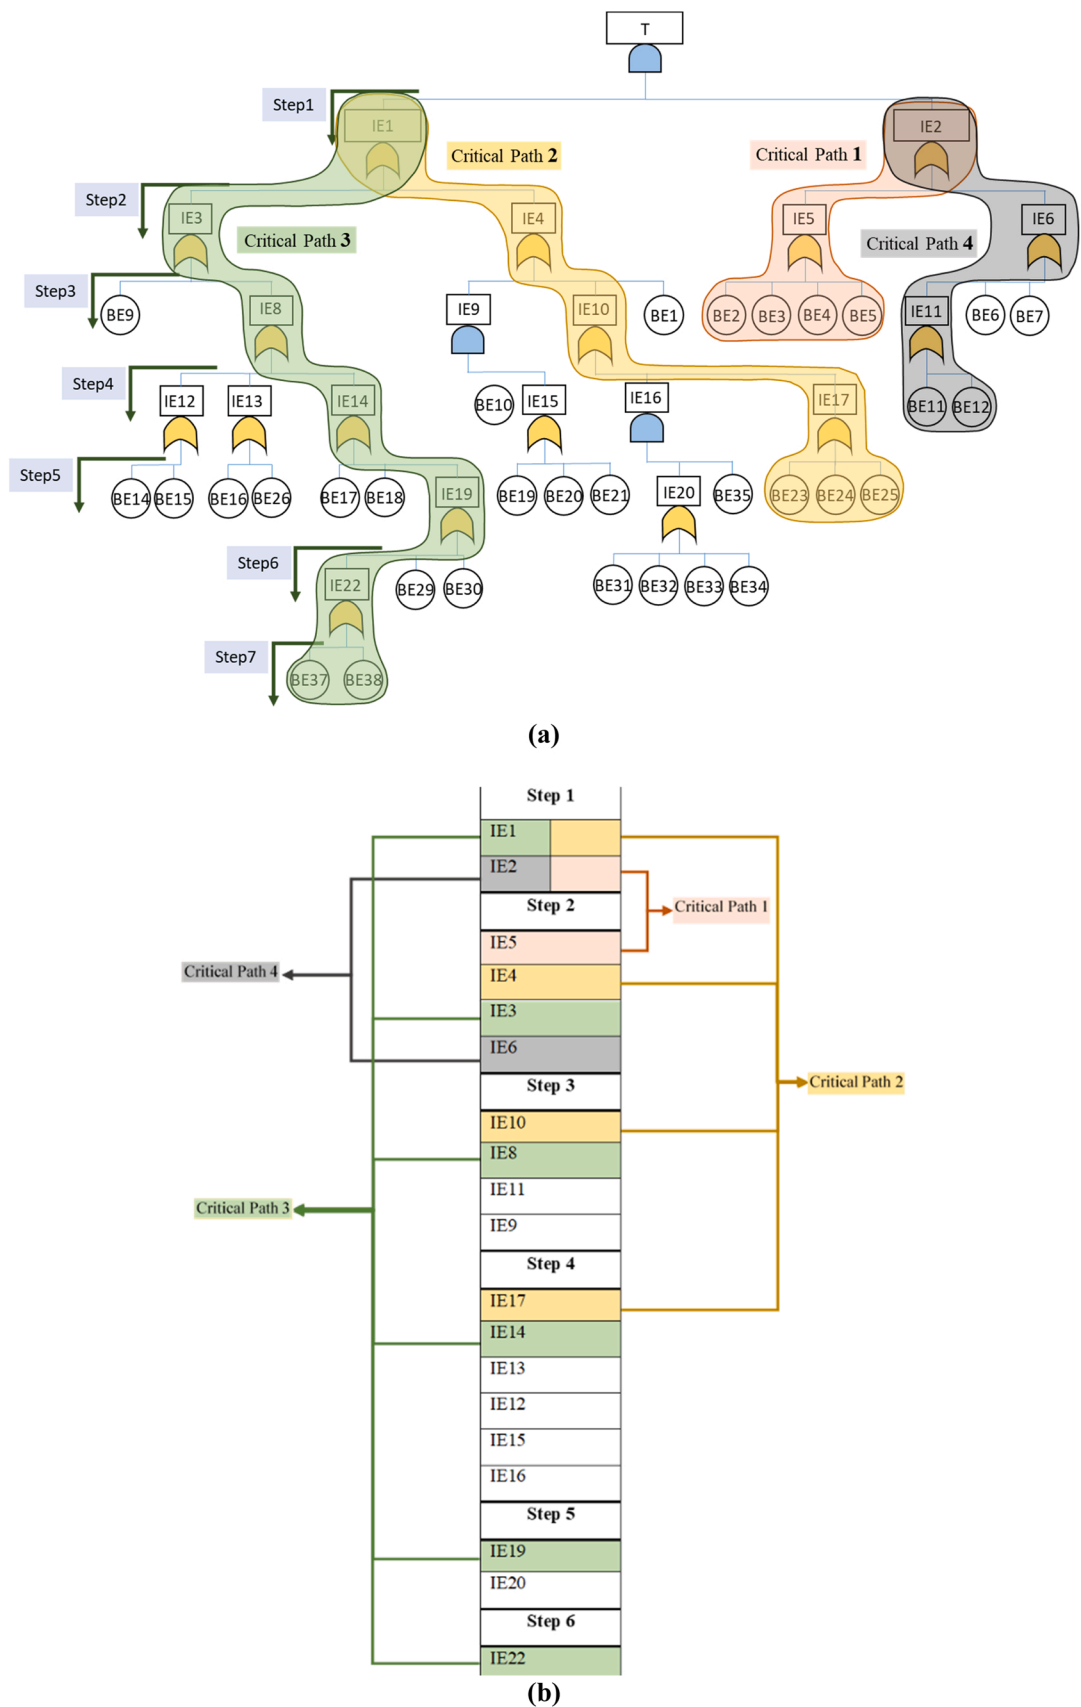 T
Step1
IE1
IE2
Critical Path 2
Critical Path 1
Step2
IE3
IE4
IE5
IE6
Critical Path 3
Critical Path 4
Step3
BE9
IE8
IE9
IE10
BE1
BE2
BE3
BE4
BE5
IE11
BE6
BE7
Step4
IE12
IE13
IE14
BE10
IE15
IE16
IE17
BE11
BE12
Step5
BE14
BE15
BE16
BE26
BE17
BE18
IE19
BE19
BE20
BE21
IE20
BE35
BE23
BE24
BE25
Step6
IE22
BE29
BE30
BE31
BE32
BE33
BE34
Step7
BE37
BE38
(a)
Step 1
IE1
IE2
Step 2
Critical Path 1
IE5
Critical Path 4
IE4
IE3
IE6
Step 3
Critical Path 2
IE10
IE8
IE11
Critical Path 3
IE9
Step 4
IE17
IE14
IE13
IE12
IE15
IE16
Step 5
IE19
IE20
Step 6
IE22
(b)